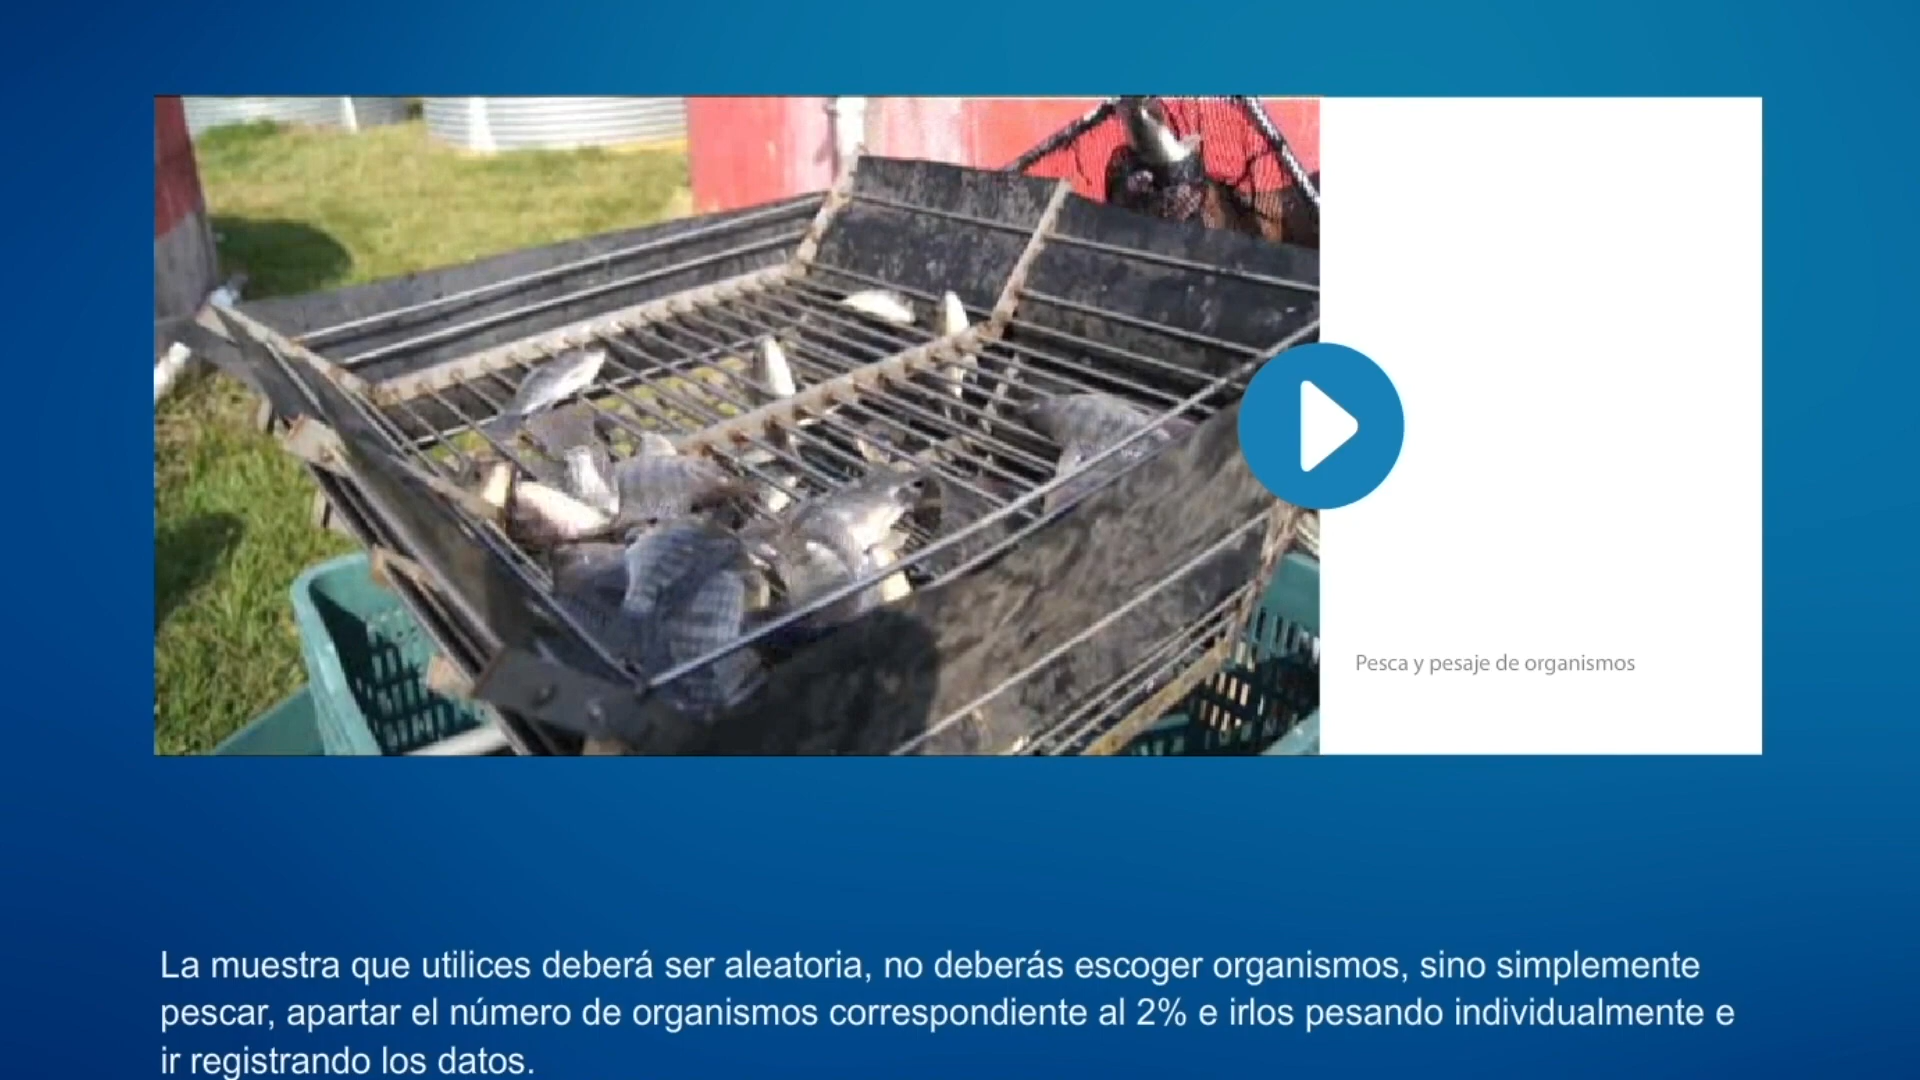 Pesca y pesaje de organismos
La muestra que utilices deberá ser aleatoria, no deberás escoger organismos, sino simplemente
pescar, apartar el número de organismos correspondiente al 2% e irlos pesando individualmente e
ir registrando los datos.